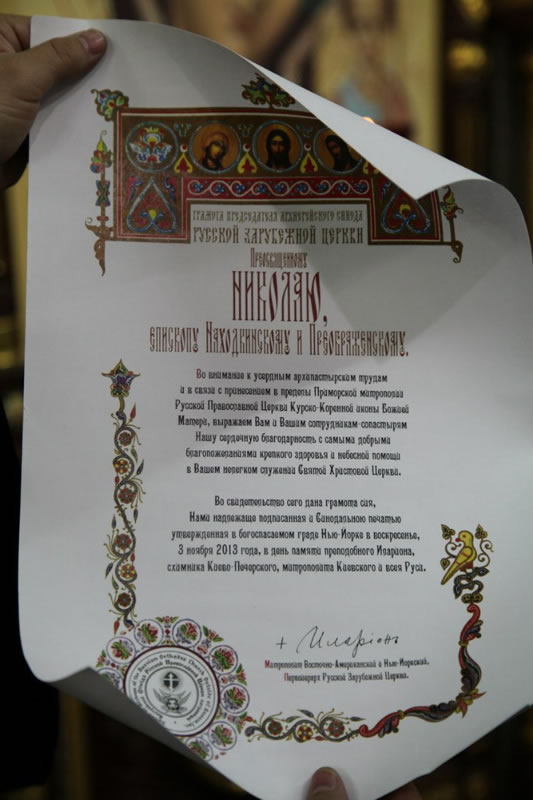 ГРАМОТА ПРЕДСЕДАТЕЛЯ АРХИЕРЕЙСКОГО СИНОДА
РУССКОЙ ЗАРУБЕЖНОЙ ЦЕРКВИ
Преосвященному
НИКОЛАЮ,
епископу Находкинскому и Преображенскому.
Во внимание к усердным архипастырским трудам
и в связи с принесением в пределы Приморской митрополии
Русской Православной Церкви Курско-Коренной иконы Божией
Матери, выражаем Вам и Вашим сотрудникам-сопастырям
Нашу сердечную благодарность с самыми добрыми
благопожеланиями крепкого здоровья и небесной помощи
в Вашем нелегком служении Святой Христовой Церкви.
Во свидетельство сего дана грамота сия,
Нами надлежаще подписанная и Синодальною печатью
утвержденная в богоспасаемом граде Нью-Йорке в воскресенье,
3 ноября 2013 года, в день памяти преподобного Илариона,
схимника Киево-Печерского, митрополита Киевского и всея Руси.
+ Иларіонъ
Митрополит Восточно-Американский и Нью-Йоркский,
Первоиерарх Русской Зарубежной Церкви.